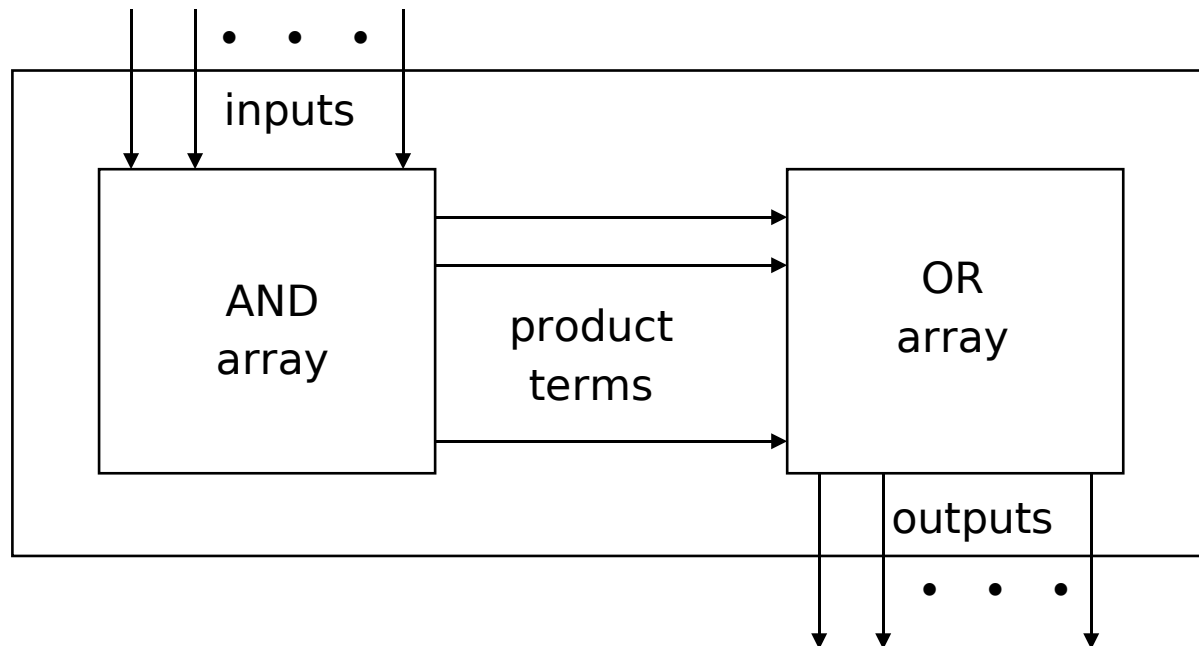 inputs
AND
array
product
terms
OR
array
outputs